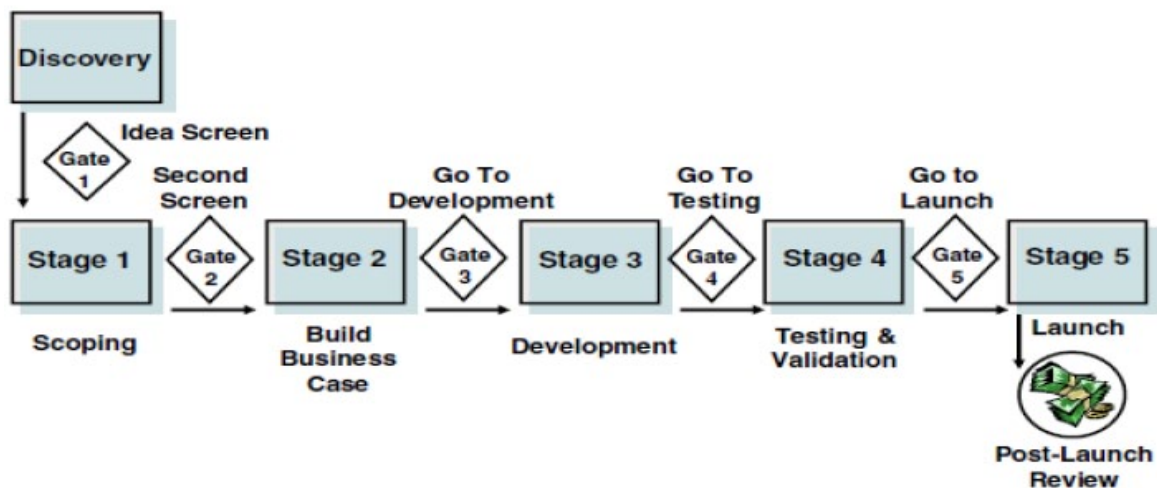 Discovery
Idea Screen
Gate
1
Second
Screen
Go To
Development
Go To
Testing
Go to
Launch
Stage 1
Gate
2
Stage 2
Gate
3
Stage 3
Gate
4
Stage 4
Gate
5
Stage 5
Scoping
Build
Business
Case
Development
Testing &
Validation
Launch
Post-Launch
Review